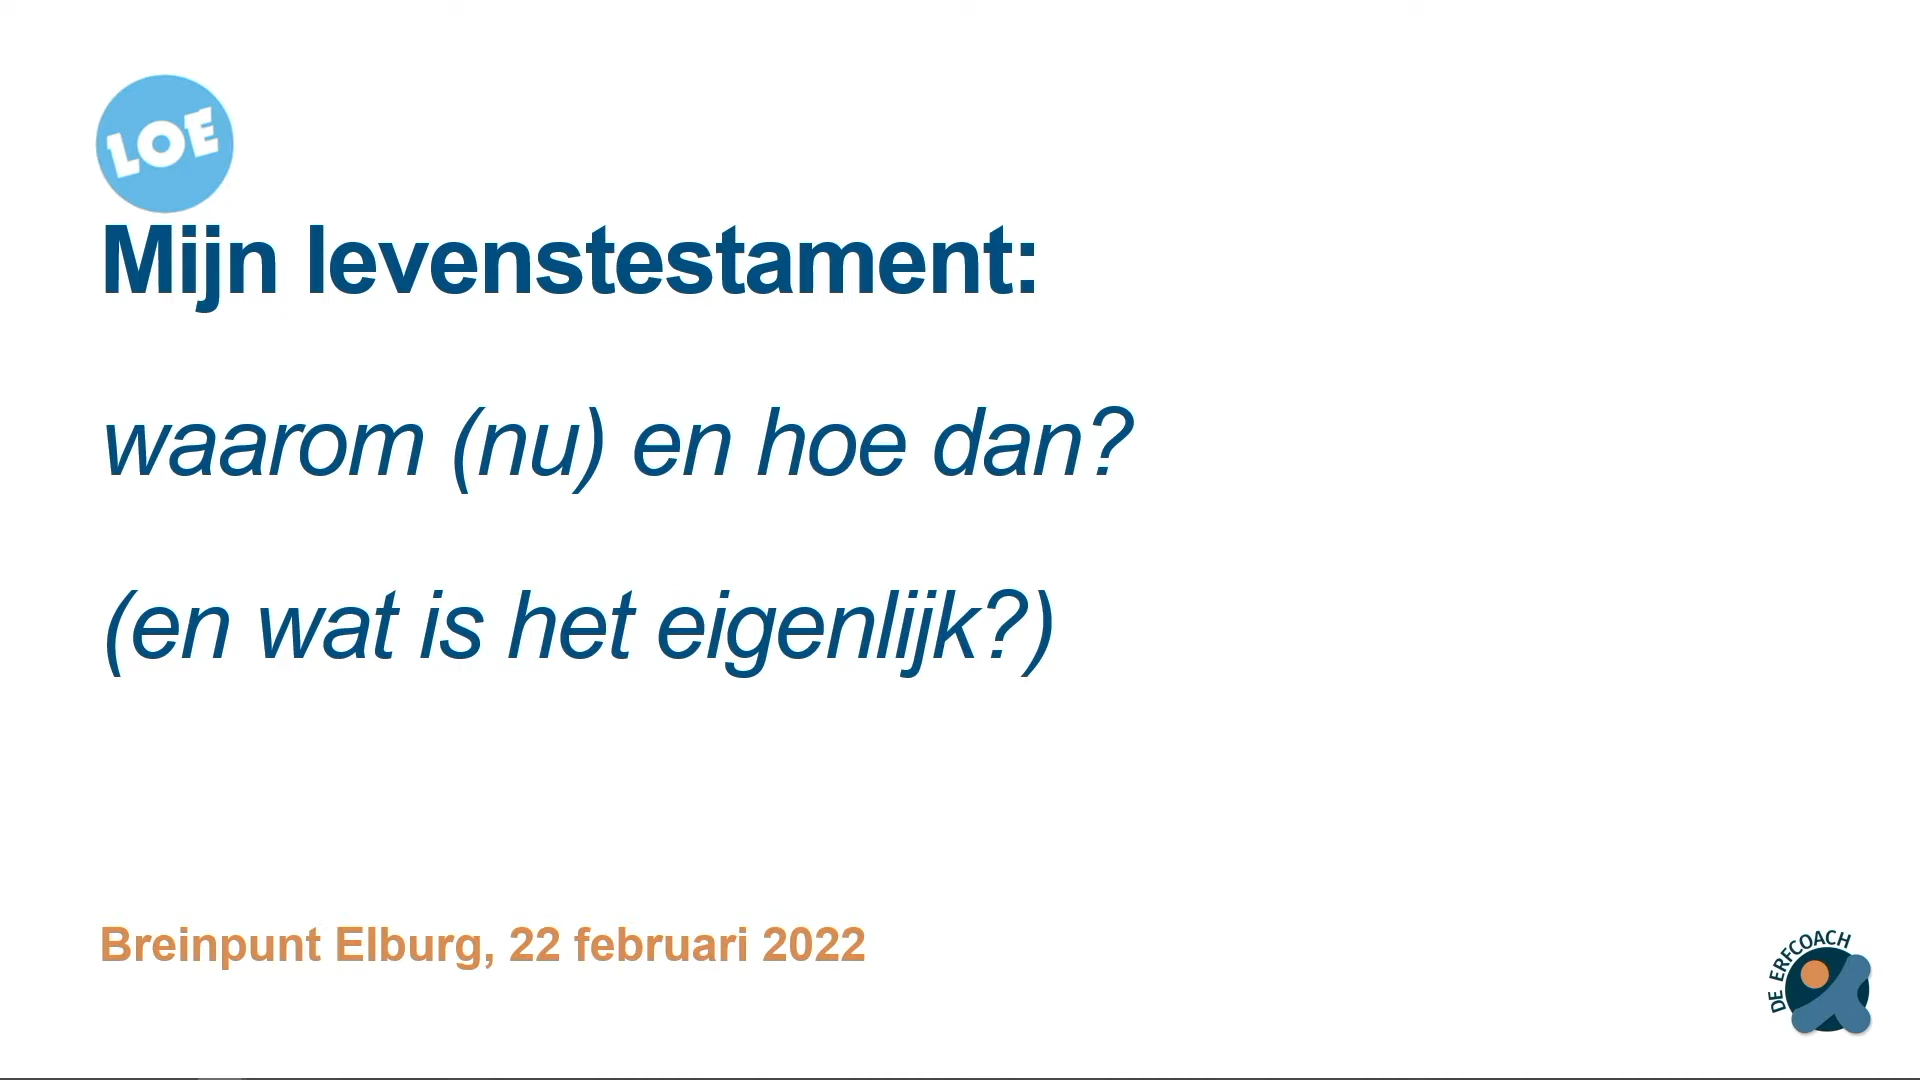 LOE
Mijn levenstestament:
waarom (nu) en hoe dan?
(en wat is het eigenlijk?)
Breinpunt Elburg, 22 februari 2022
DE ERFCOACH